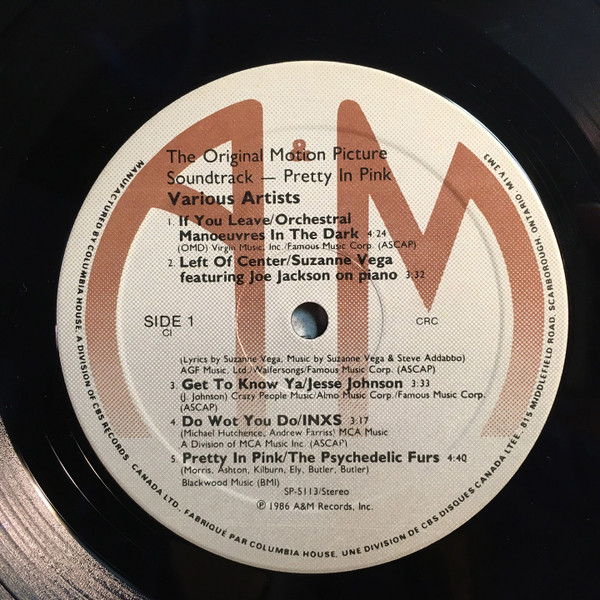 A&M
The Original Motion Picture
Soundtrack — Pretty In Pink
Various Artists
1. If You Leave/Orchestral
Manoeuvres In The Dark 4:24
(OMD) Virgin Music, Inc./Famous Music Corp. (ASCAP)
2. Left Of Center/Suzanne Vega
featuring Joe Jackson on piano 3:32
SIDE 1
CI
CRC
(Lyrics by Suzanne Vega, Music by Suzanne Vega & Steve Addabbo)
AGF Music, Ltd./Waifersongs/Famous Music Corp. (ASCAP)
3. Get To Know Ya/Jesse Johnson 3:33
(J. Johnson) Crazy People Music/Almo Music Corp./Famous Music Corp.
(ASCAP)
4. Do Wot You Do/INXS 3:17
(Michael Hutchence, Andrew Farriss) MCA Music
A Division of MCA Music Inc. (ASCAP)
5. Pretty In Pink/The Psychedelic Furs 4:40
(Morris, Ashton, Kilburn, Ely, Butler, Butler)
Blackwood Music (BMI)
SP-5113/Stereo
℗ 1986 A&M Records, Inc.
MANUFACTURED BY COLUMBIA HOUSE, A DIVISION OF CBS RECORDS CANADA LTD. FABRIQUÉ PAR COLUMBIA HOUSE, UNE DIVISION DE CBS DISQUES CANADA LTÉE. 815 MIDDLEFIELD ROAD, SCARBOROUGH, ONTARIO, M1V 2M3